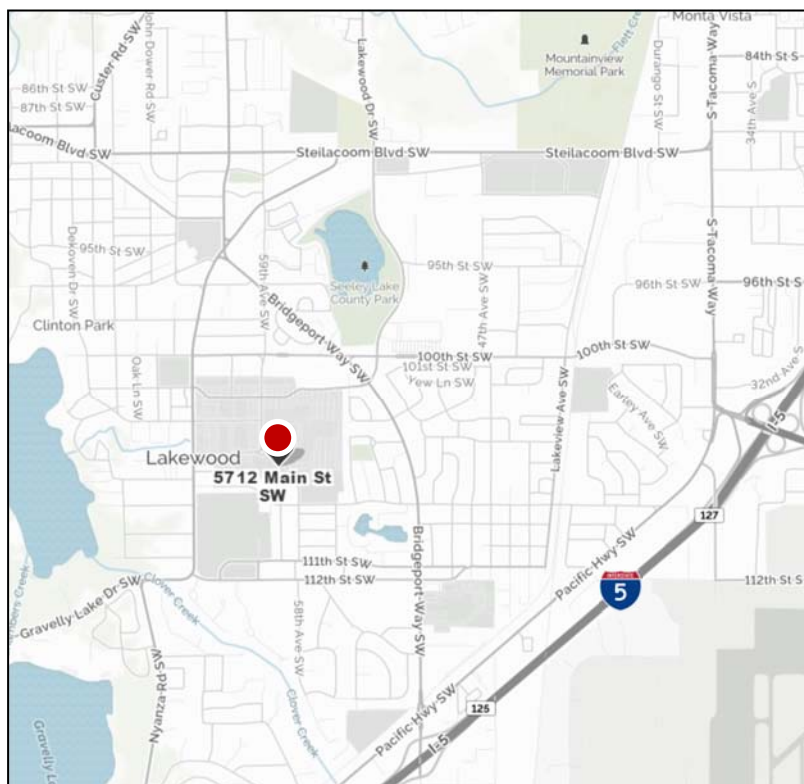 Monta Vista
84th St S
Mountainview
Memorial Park
Flett Cree
Durango St SW
S-Tacoma-Way
34th Ave S
Custer Rd SW
John Dower Rd SW
86th St SW
87th St SW
Lakewood Dr SW
lacoom Blvd SW
Steilacoom Blvd SW
Steilacoom Blvd SW
Dekoven Dr SW
95th St SW
59th Ave SW
Bridgeport Way SW
Seeley Lake
County Park
95th St SW
47th Ave SW
S-Tacoma-Way
96th St SW
96th St S
Clinton Park
Oak Ln SW
100th St SW
101st St SW
Yew Ln SW
100th St SW
32nd Ave S
Earley Ave SW
Lakeview Ave SW
I-5
Lakewood
5712 Main St
SW
127
111th St SW
112th St SW
Bridgeport Way SW
Pacific Hwy SW
INTERSTATE
5
112th St S
mbers Creek
Gravelly Lake Dr SW
Clover Creek
58th Ave SW
Nyanza Rd SW
Clover Creek
Pacific Hwy SW
125
I-5
Gravelly L